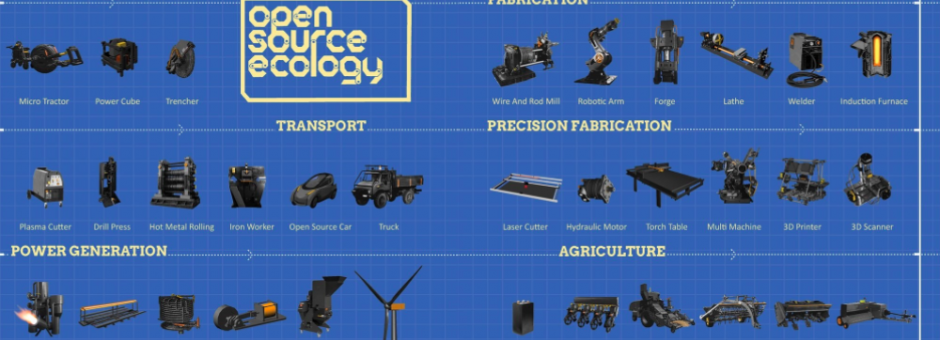 FABRICATION
open
source
ecology
Micro Tractor
Power Cube
Trencher
Wire And Rod Mill
Robotic Arm
Forge
Lathe
Welder
Induction Furnace
TRANSPORT
PRECISION FABRICATION
Plasma Cutter
Drill Press
Hot Metal Rolling
Iron Worker
Open Source Car
Truck
Laser Cutter
Hydraulic Motor
Torch Table
Multi Machine
3D Printer
3D Scanner
POWER GENERATION
AGRICULTURE